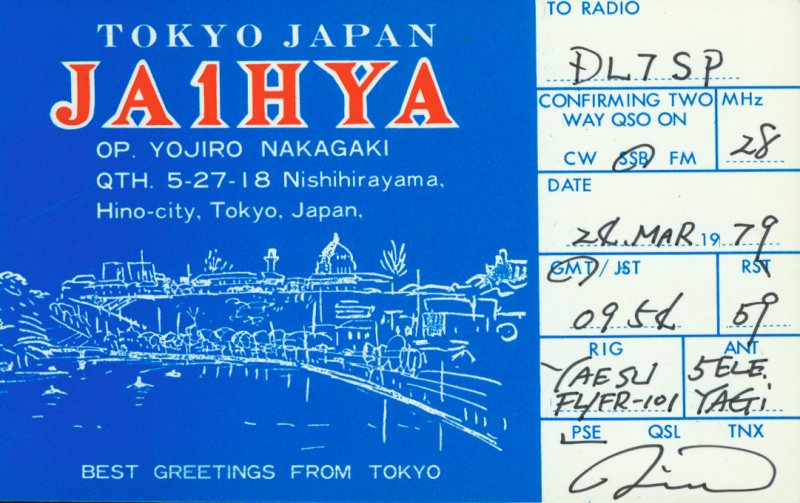 TOKYO JAPAN
JA1HYA
OP. YOJIRO NAKAGAKI
QTH. 5-27-18 Nishihirayama,
Hino-city, Tokyo, Japan,
BEST GREETINGS FROM TOKYO
TO RADIO
DL7SP
CONFIRMING TWO
WAY QSO ON
CW SSB FM
MHz
28
DATE
MAR 1979
GMT / JST
RST
59
RIG
YAESU
FL/FR-101
ANT
5ELE.
YAGi
PSE QSL TNX